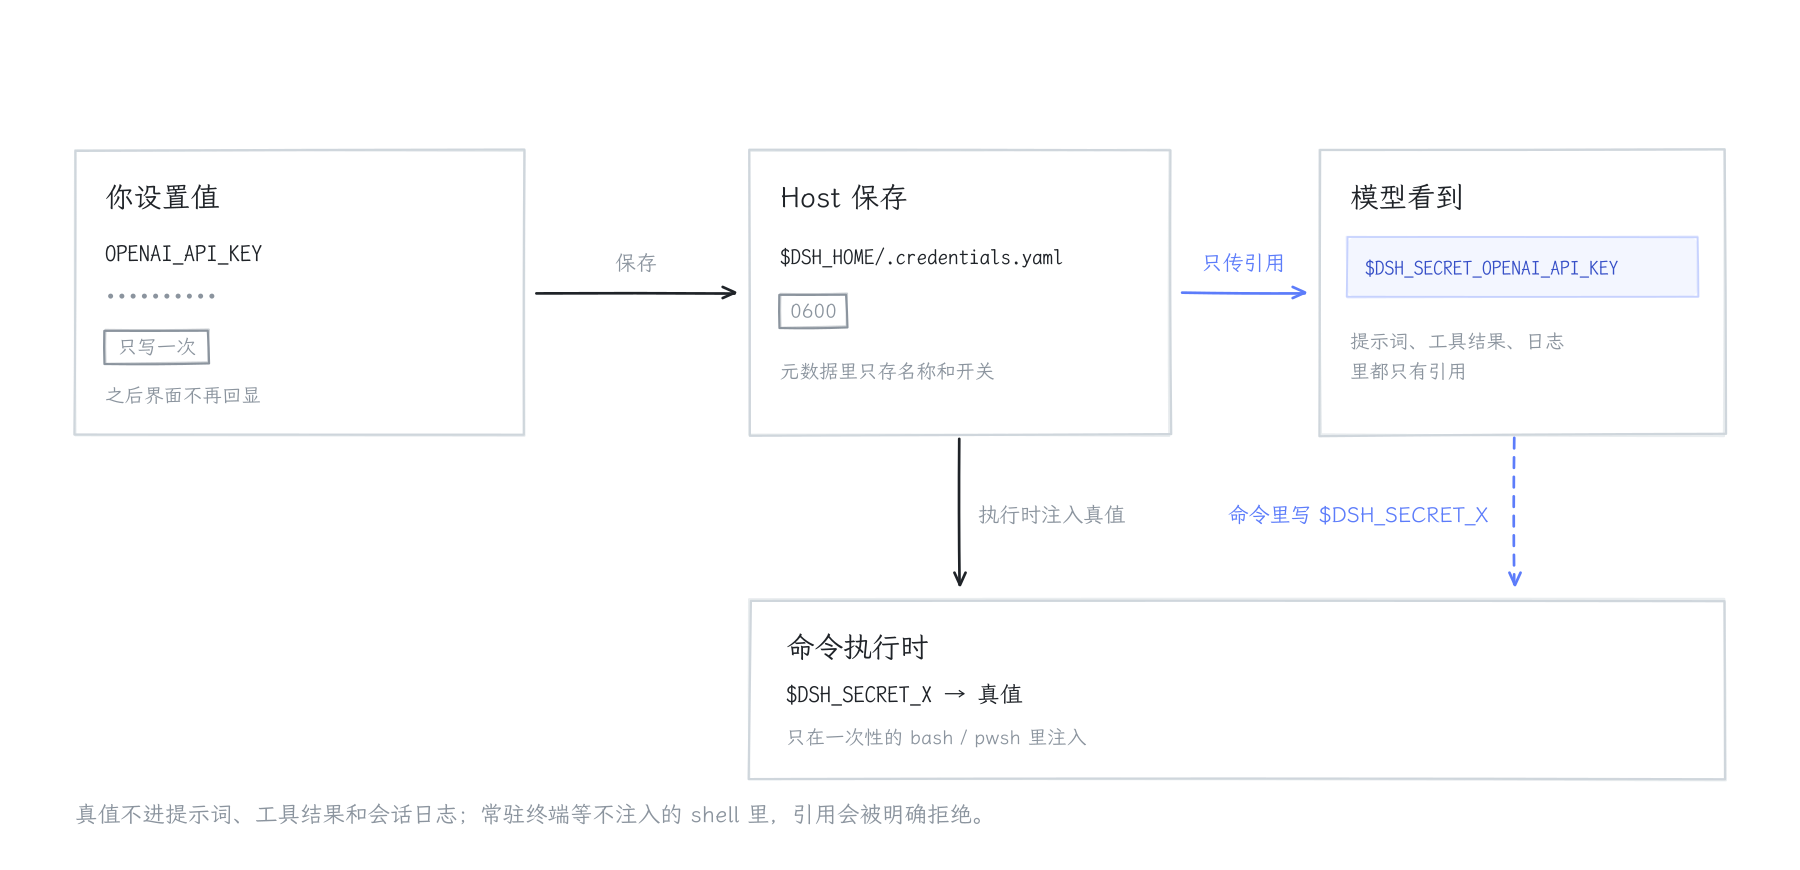 你设置值
OPENAI_API_KEY
••••••••••
只写一次
之后界面不再回显
保存
Host 保存
$DSH_HOME/.credentials.yaml
0600
元数据里只存名称和开关
只传引用
模型看到
$DSH_SECRET_OPENAI_API_KEY
提示词、工具结果、日志
里都只有引用
执行时注入真值
命令里写 $DSH_SECRET_X
命令执行时
$DSH_SECRET_X → 真值
只在一次性的 bash / pwsh 里注入
真值不进提示词、工具结果和会话日志；常驻终端等不注入的 shell 里，引用会被明确拒绝。